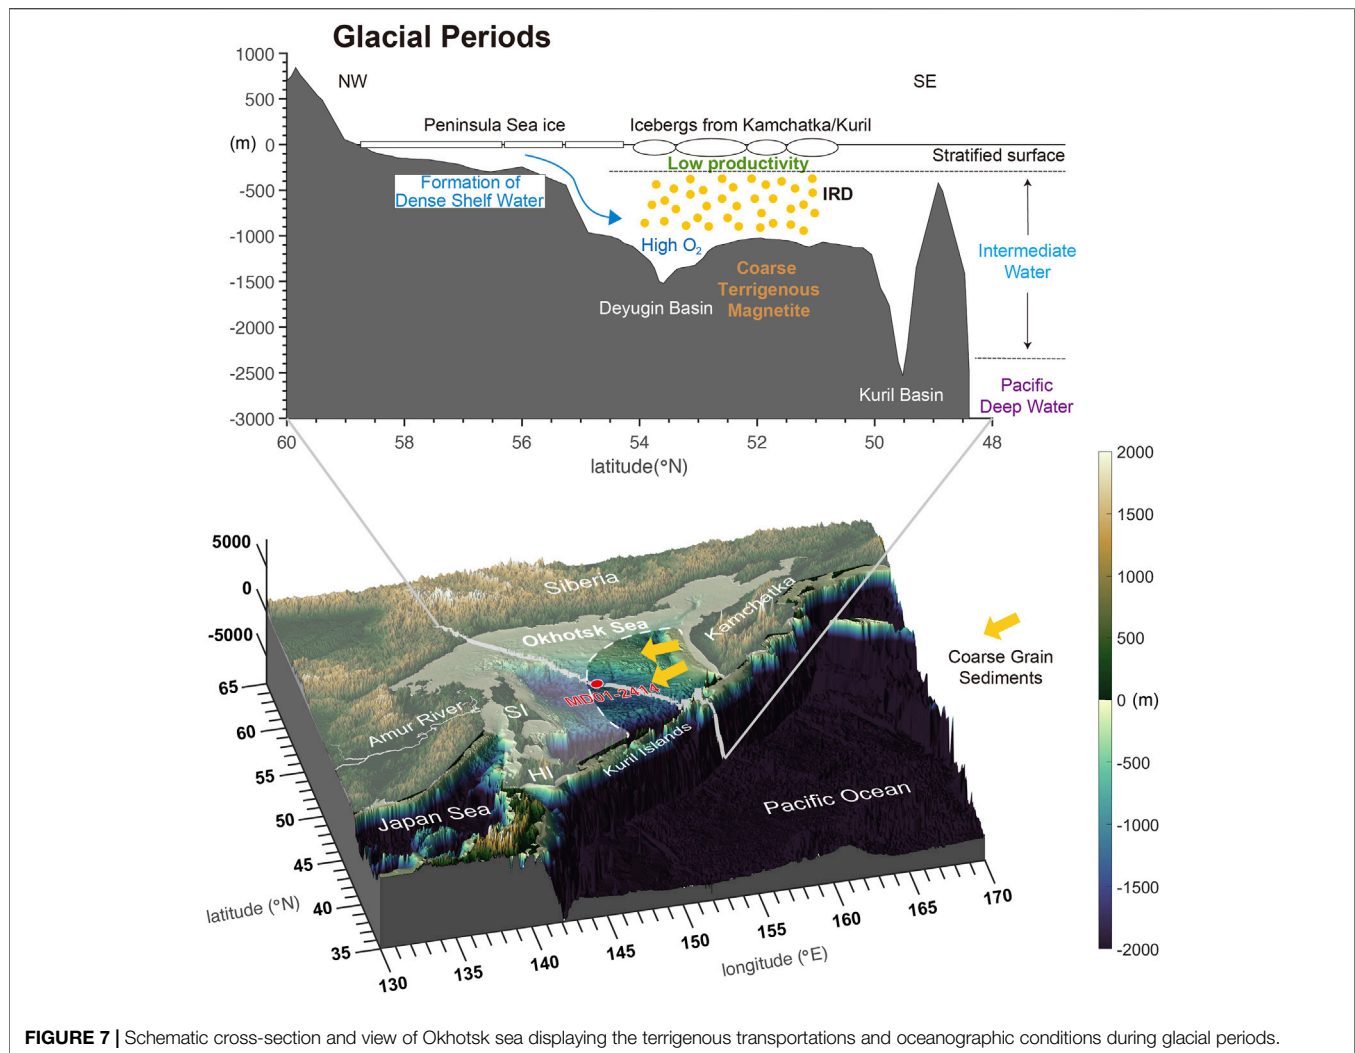 Glacial Periods
NW
SE
1000
500
(m)
0
-500
-1000
-1500
-2000
-2500
-3000
Peninsula Sea ice
Icebergs from Kamchatka/Kuril
Stratified surface
Low productivity
Formation of
Dense Shelf Water
IRD
High O2
Coarse
Terrigenous
Magnetite
Deyugin Basin
Kuril Basin
Intermediate
Water
Pacific
Deep Water
60
58
56
54
52
50
48
latitude(°N)
5000
0
-5000
65
60
55
50
45
40
35
latitude (°N)
130
135
140
145
150
155
160
165
170
longitude (°E)
Siberia
Okhotsk Sea
Kamchatka
MD01-2414
Amur River
SI
HI
Kuril Islands
Japan Sea
Pacific Ocean
Coarse Grain
Sediments
2000
1500
1000
500
0 (m)
-500
-1000
-1500
-2000
FIGURE 7 | Schematic cross-section and view of Okhotsk sea displaying the terrigenous transportations and oceanographic conditions during glacial periods.